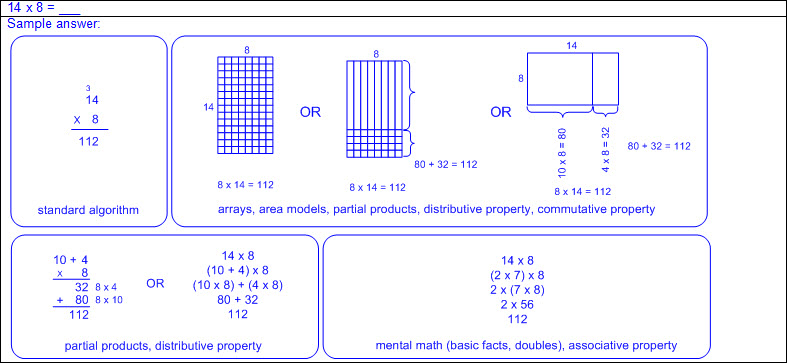 14 x 8 = ___
Sample answer:
3
14
x 8
112
standard algorithm
8
14
8 x 14 = 112
OR
8
80 + 32 = 112
8 x 14 = 112
OR
14
8
10 x 8 = 80
4 x 8 = 32
80 + 32 = 112
8 x 14 = 112
arrays, area models, partial products, distributive property, commutative property
10 + 4
x 8
32 8 x 4
+ 80 8 x 10
112
OR
14 x 8
(10 + 4) x 8
(10 x 8) + (4 x 8)
80 + 32
112
partial products, distributive property
14 x 8
(2 x 7) x 8
2 x (7 x 8)
2 x 56
112
mental math (basic facts, doubles), associative property